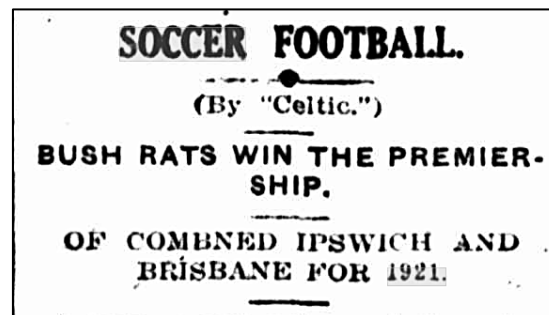 SOCCER FOOTBALL.
(By "Celtic.")
BUSH RATS WIN THE PREMIER-
SHIP.
OF COMBNED IPSWICH AND
BRISBANE FOR 1921.